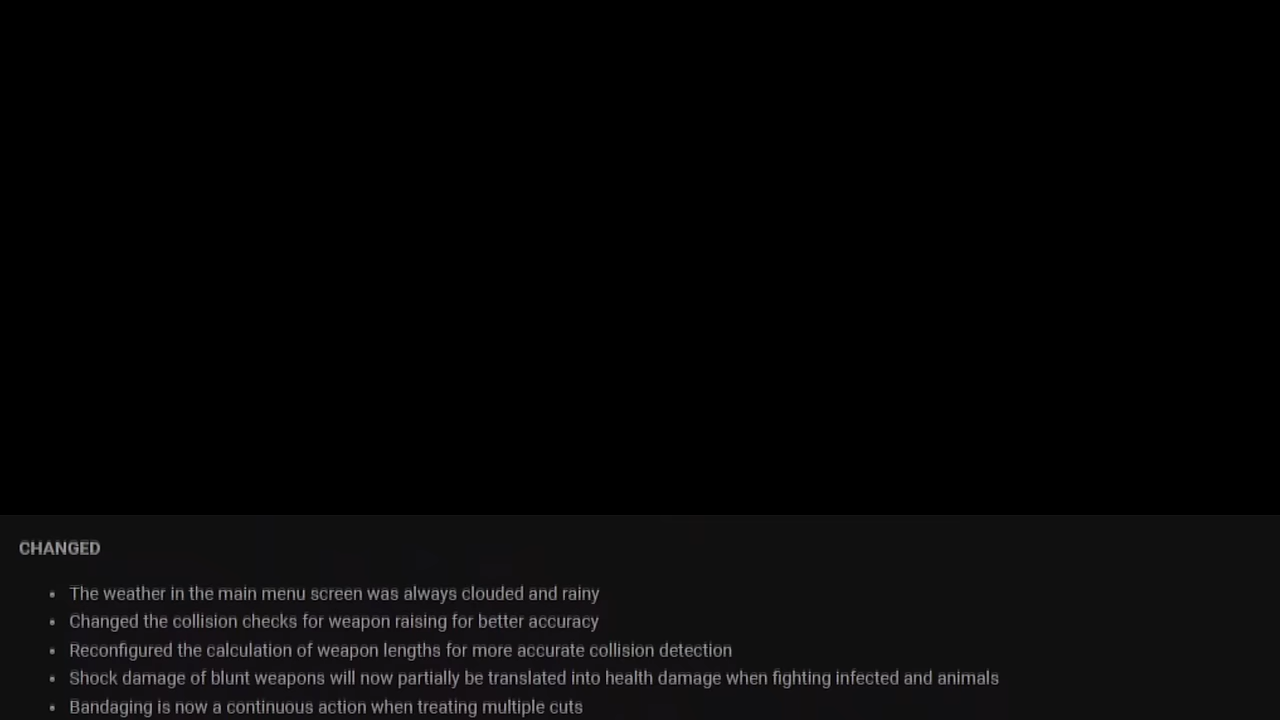 CHANGED
• The weather in the main menu screen was always clouded and rainy
• Changed the collision checks for weapon raising for better accuracy
• Reconfigured the calculation of weapon lengths for more accurate collision detection
• Shock damage of blunt weapons will now partially be translated into health damage when fighting infected and animals
• Bandaging is now a continuous action when treating multiple cuts